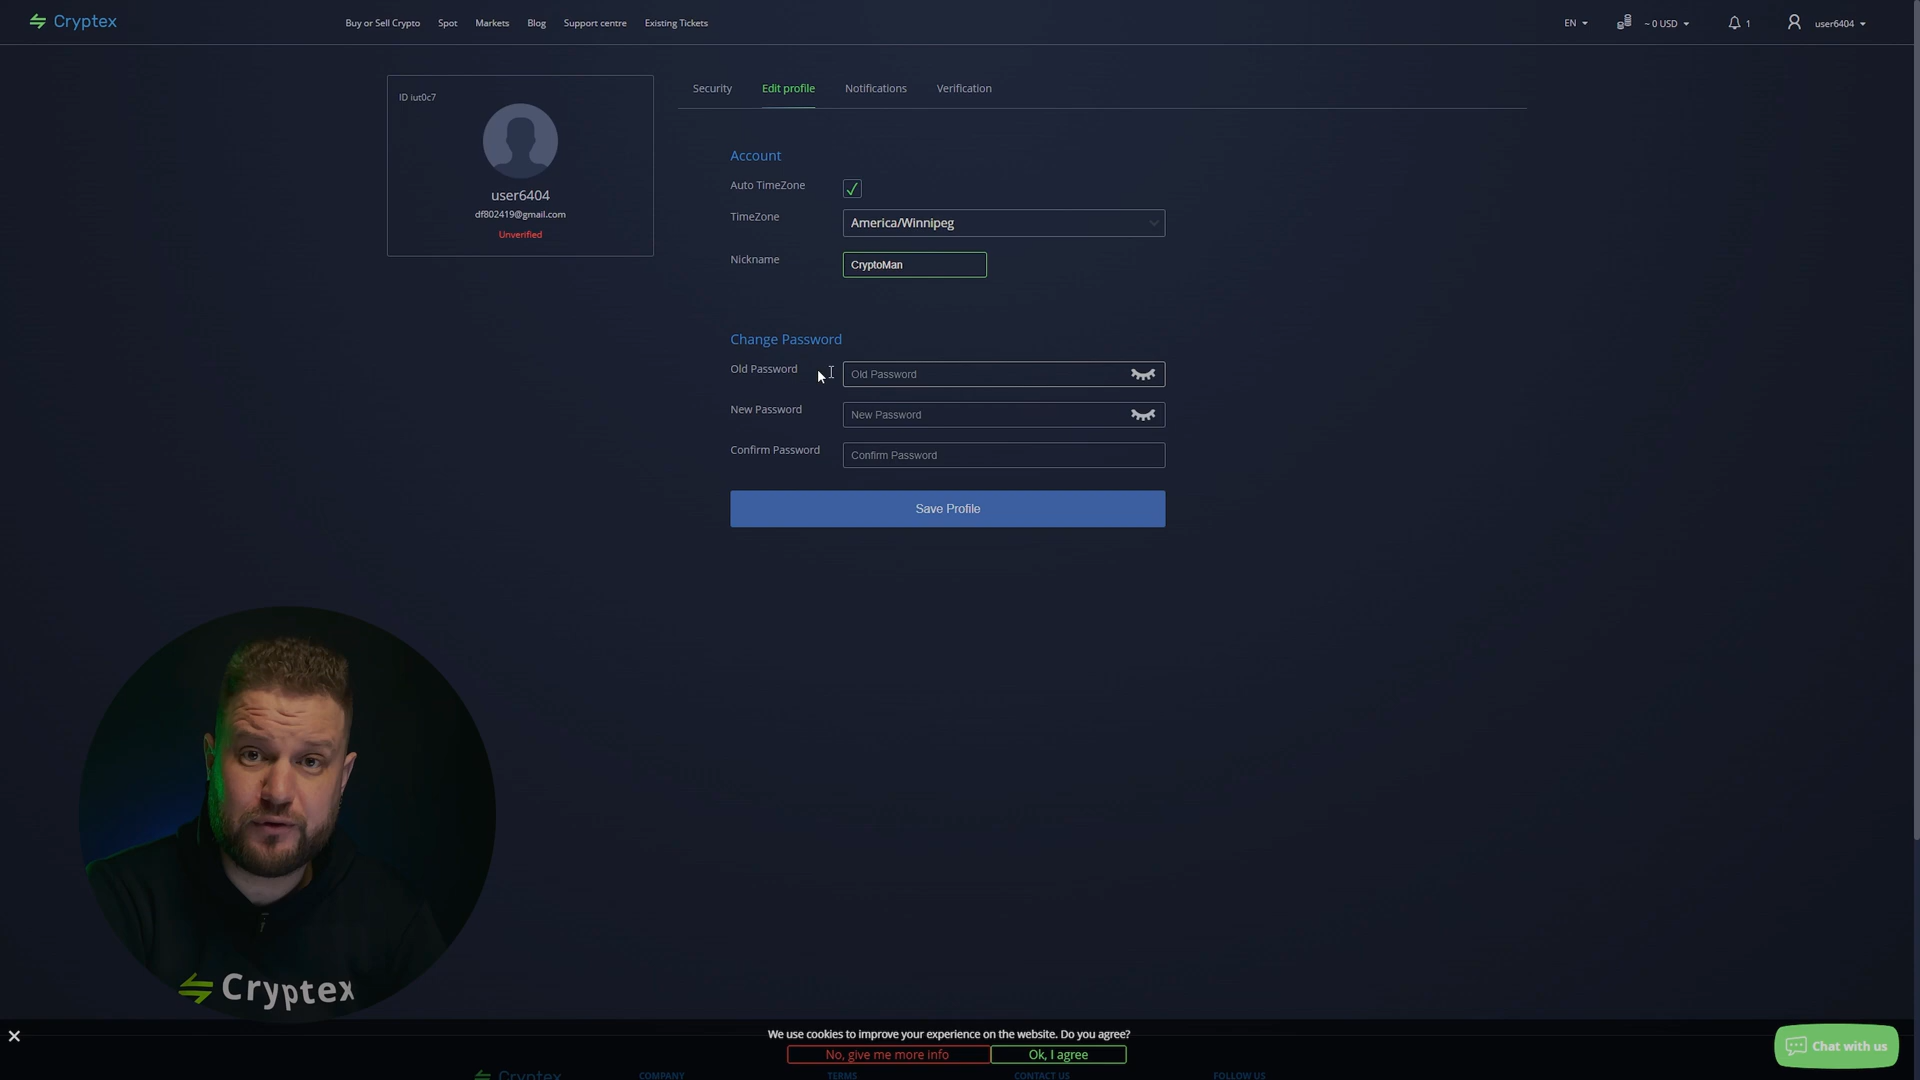 Cryptex
Buy or Sell Crypto
Spot
Markets
Blog
Support centre
Existing Tickets
EN
~ 0 USD
1
user6404
ID iut0c7
user6404
df802419@gmail.com
Unverified
Security
Edit profile
Notifications
Verification
Account
Auto TimeZone
TimeZone
America/Winnipeg
Nickname
CryptoMan
Change Password
Old Password
Old Password
New Password
New Password
Confirm Password
Confirm Password
Save Profile
Cryptex
We use cookies to improve your experience on the website. Do you agree?
No, give me more info
Ok, I agree
Chat with us
Cryptex
COMPANY
TERMS
CONTACT US
FOLLOW US